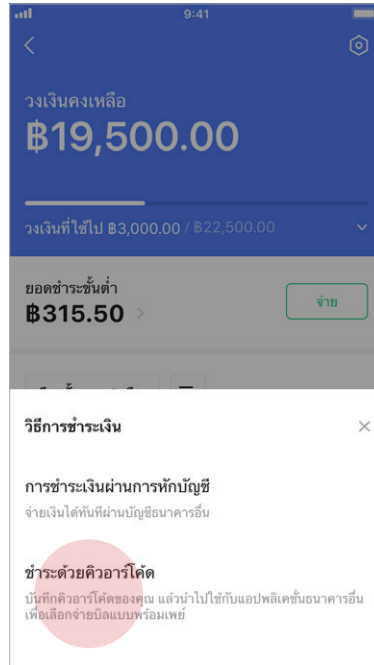 9:41
วงเงินคงเหลือ
฿19,500.00
วงเงินที่ใช้ไป ฿3,000.00 / ฿22,500.00
ยอดชำระขั้นต่ำ
฿315.50
จ่าย
วิธีการชำระเงิน
การชำระเงินผ่านการหักบัญชี
จ่ายเงินได้ทันทีผ่านบัญชีธนาคารอื่น
ชำระด้วยคิวอาร์โค้ด
บันทึกคิวอาร์โค้ดของคุณ แล้วนำไปใช้กับแอปพลิเคชั่นธนาคารอื่น
เพื่อเลือกจ่ายบิลแบบพร้อมเพย์